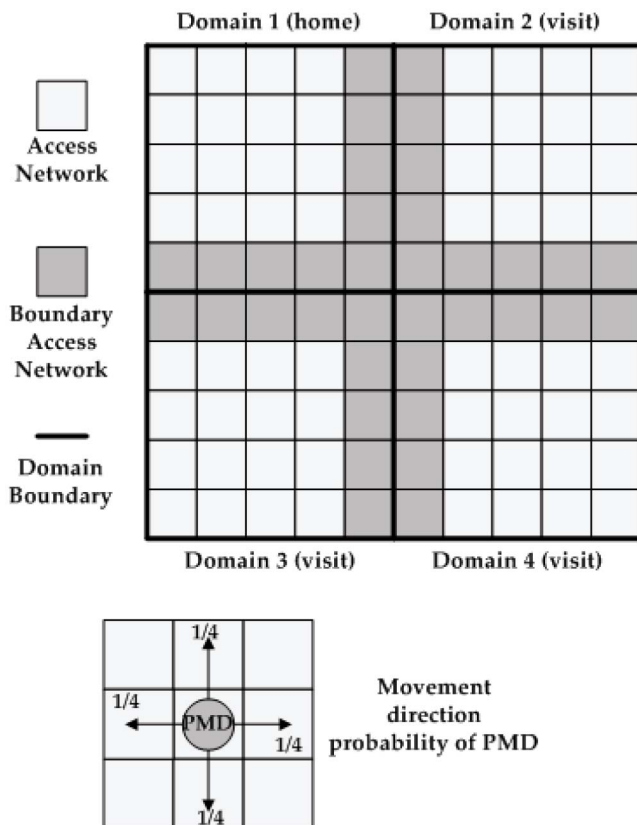 Domain 1 (home)
Domain 2 (visit)
Access
Network
Boundary
Access
Network
Domain
Boundary
Domain 3 (visit)
Domain 4 (visit)
1/4
1/4
PMD
1/4
1/4
Movement
direction
probability of PMD